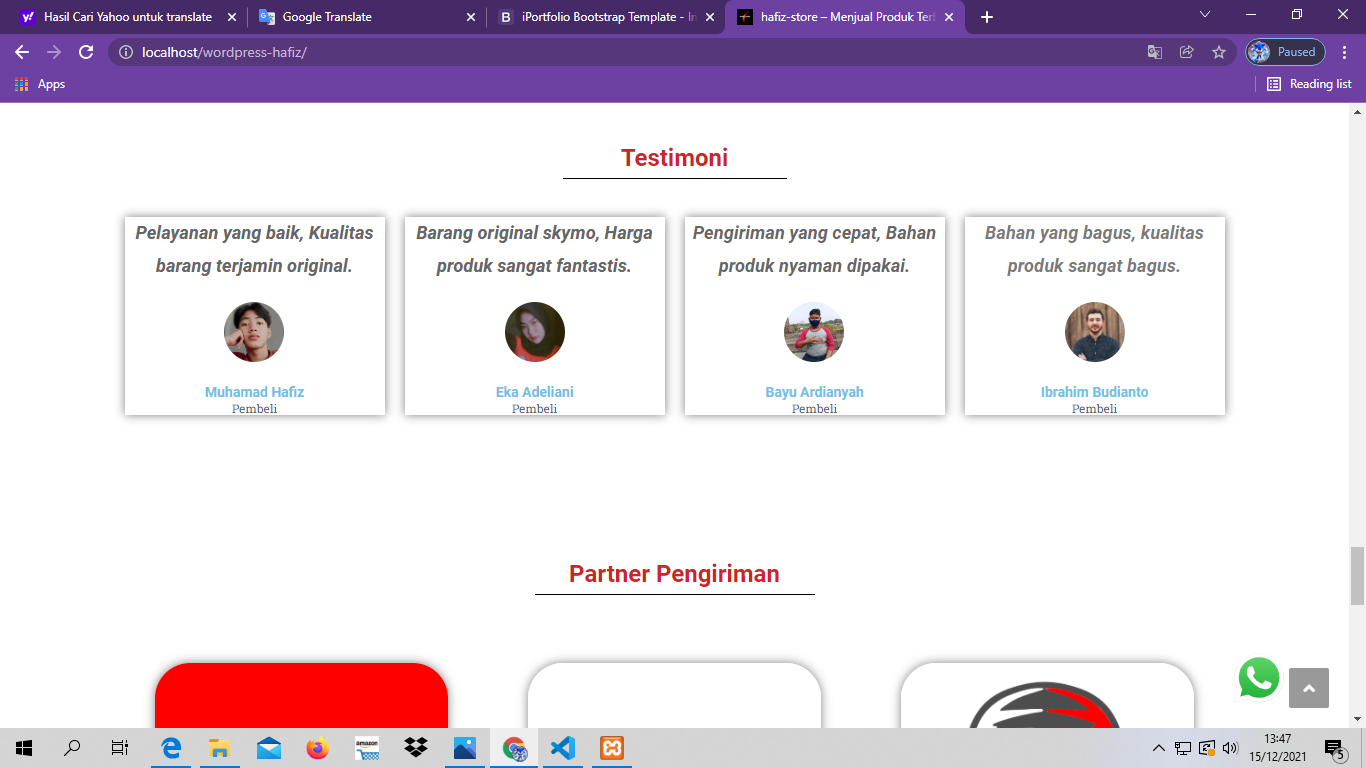 Hasil Cari Yahoo untuk translate
Google Translate
iPortfolio Bootstrap Template - In
hafiz-store – Menjual Produk Ter
localhost/wordpress-hafiz/
Paused
Apps
Reading list
Testimoni
Pelayanan yang baik, Kualitas
barang terjamin original.
Muhamad Hafiz
Pembeli
Barang original skymo, Harga
produk sangat fantastis.
Eka Adeliani
Pembeli
Pengiriman yang cepat, Bahan
produk nyaman dipakai.
Bayu Ardianyah
Pembeli
Bahan yang bagus, kualitas
produk sangat bagus.
Ibrahim Budianto
Pembeli
Partner Pengiriman
amazon
13:47
15/12/2021
5